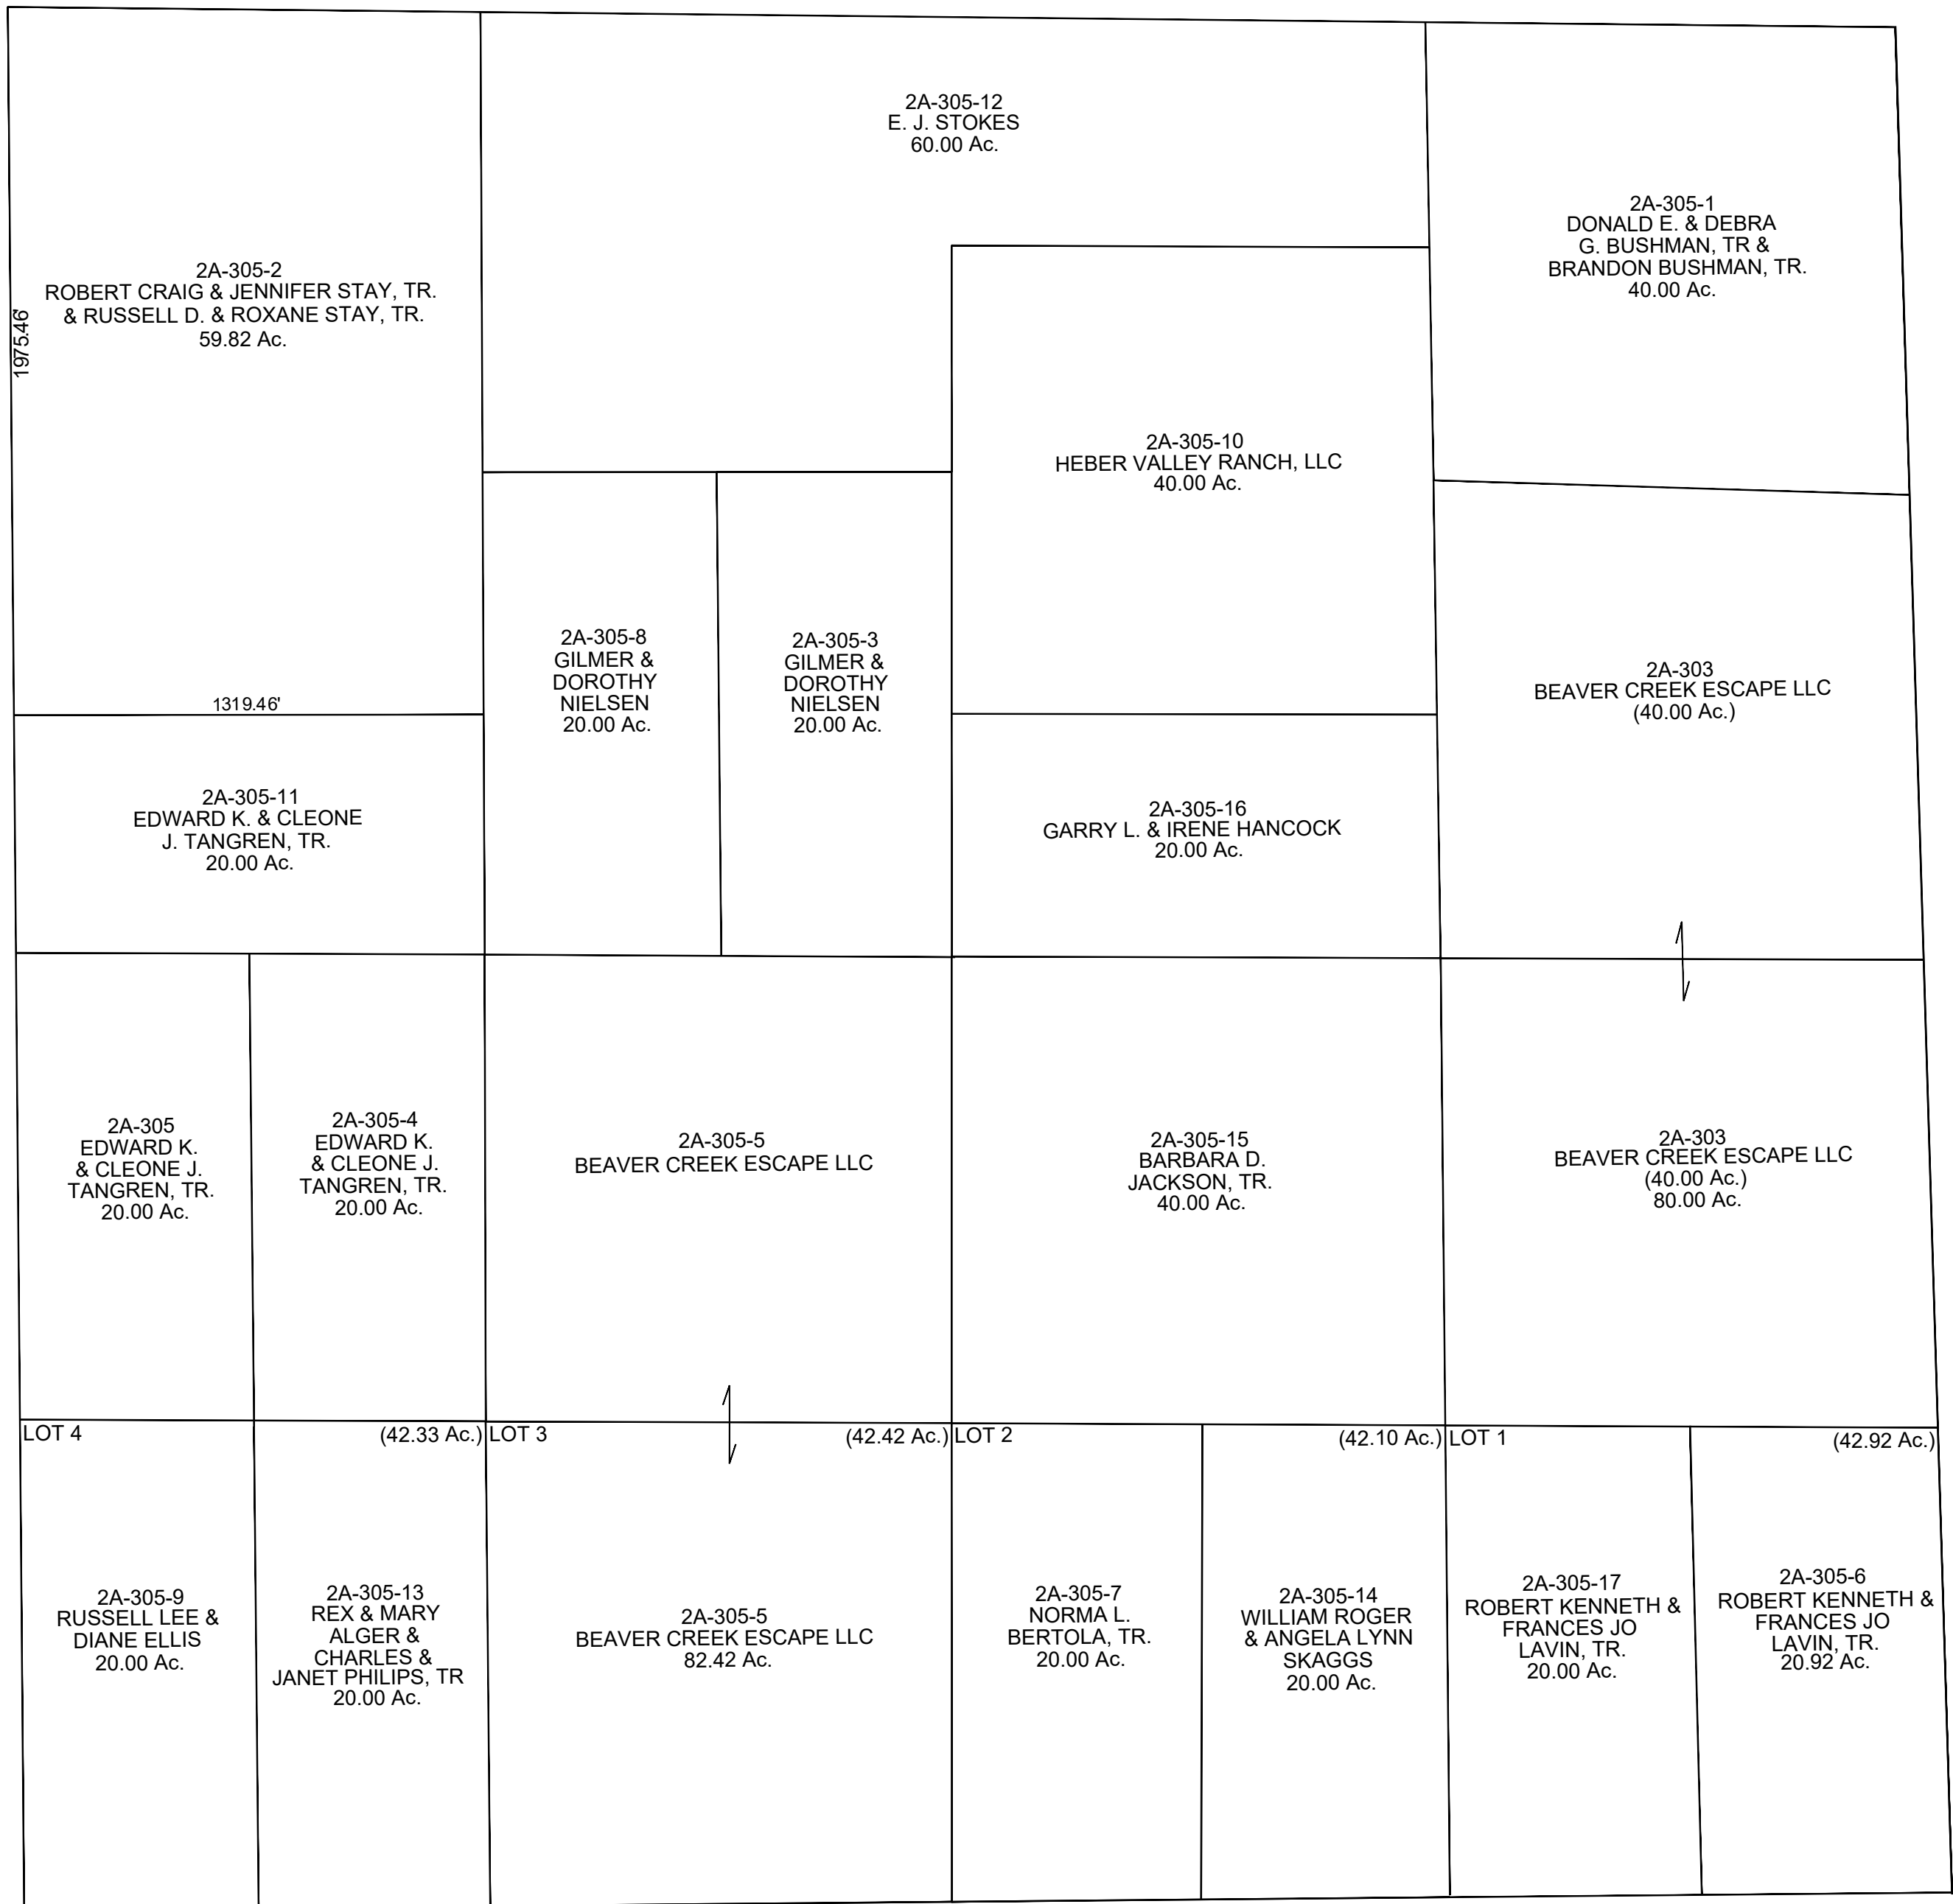 2A-305-12
E. J. STOKES
60.00 Ac.
2A-305-1
DONALD E. & DEBRA
G. BUSHMAN, TR &
BRANDON BUSHMAN, TR.
40.00 Ac.
2A-305-2
ROBERT CRAIG & JENNIFER STAY, TR.
& RUSSELL D. & ROXANE STAY, TR.
59.82 Ac.
1975.46'
1319.46'
2A-305-10
HEBER VALLEY RANCH, LLC
40.00 Ac.
2A-305-8
GILMER &
DOROTHY
NIELSEN
20.00 Ac.
2A-305-3
GILMER &
DOROTHY
NIELSEN
20.00 Ac.
2A-303
BEAVER CREEK ESCAPE LLC
(40.00 Ac.)
2A-305-11
EDWARD K. & CLEONE
J. TANGREN, TR.
20.00 Ac.
2A-305-16
GARRY L. & IRENE HANCOCK
20.00 Ac.
2A-305
EDWARD K.
& CLEONE J.
TANGREN, TR.
20.00 Ac.
2A-305-4
EDWARD K.
& CLEONE J.
TANGREN, TR.
20.00 Ac.
2A-305-5
BEAVER CREEK ESCAPE LLC
2A-305-15
BARBARA D.
JACKSON, TR.
40.00 Ac.
2A-303
BEAVER CREEK ESCAPE LLC
(40.00 Ac.)
80.00 Ac.
LOT 4
(42.33 Ac.)
LOT 3
(42.42 Ac.)
LOT 2
(42.10 Ac.)
LOT 1
(42.92 Ac.)
2A-305-9
RUSSELL LEE &
DIANE ELLIS
20.00 Ac.
2A-305-13
REX & MARY
ALGER &
CHARLES &
JANET PHILIPS, TR
20.00 Ac.
2A-305-5
BEAVER CREEK ESCAPE LLC
82.42 Ac.
2A-305-7
NORMA L.
BERTOLA, TR.
20.00 Ac.
2A-305-14
WILLIAM ROGER
& ANGELA LYNN
SKAGGS
20.00 Ac.
2A-305-17
ROBERT KENNETH &
FRANCES JO
LAVIN, TR.
20.00 Ac.
2A-305-6
ROBERT KENNETH &
FRANCES JO
LAVIN, TR.
20.92 Ac.